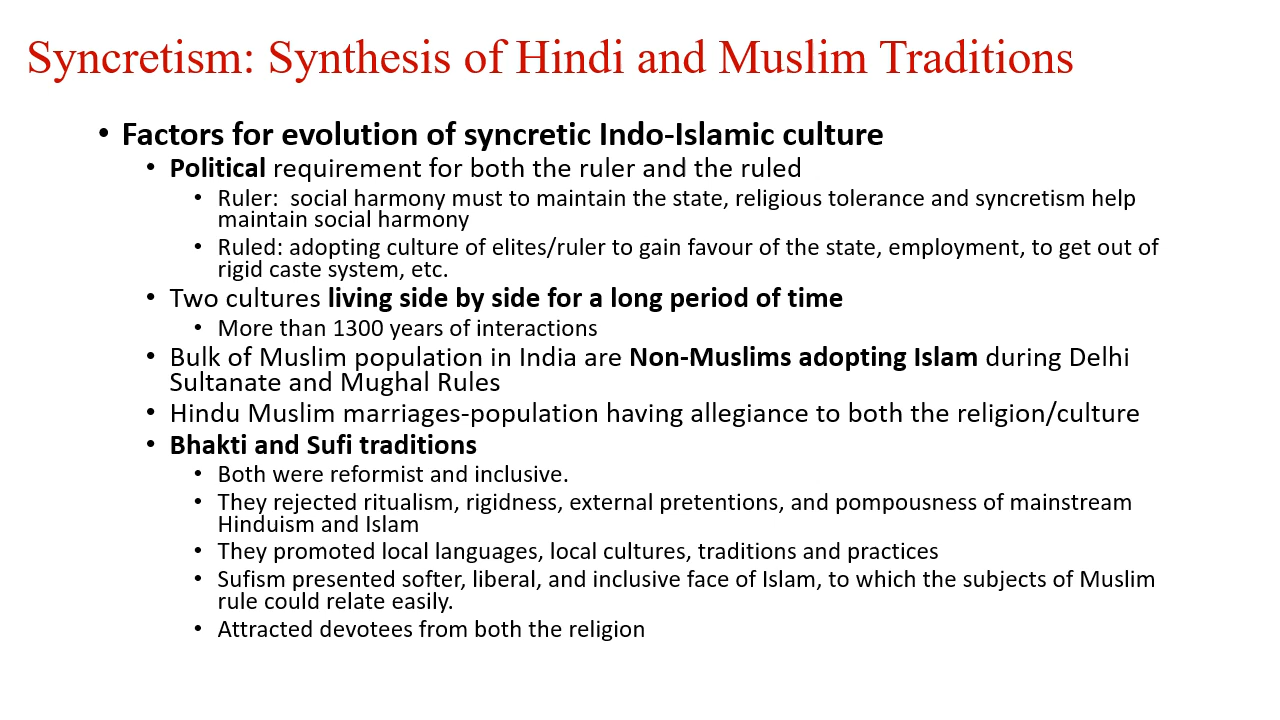 Syncretism: Synthesis of Hindi and Muslim Traditions
• Factors for evolution of syncretic Indo-Islamic culture
• Political requirement for both the ruler and the ruled
• Ruler:  social harmony must to maintain the state, religious tolerance and syncretism help
maintain social harmony
• Ruled: adopting culture of elites/ruler to gain favour of the state, employment, to get out of
rigid caste system, etc.
• Two cultures living side by side for a long period of time
• More than 1300 years of interactions
• Bulk of Muslim population in India are Non-Muslims adopting Islam during Delhi
Sultanate and Mughal Rules
• Hindu Muslim marriages-population having allegiance to both the religion/culture
• Bhakti and Sufi traditions
• Both were reformist and inclusive.
• They rejected ritualism, rigidness, external pretentions, and pompousness of mainstream
Hinduism and Islam
• They promoted local languages, local cultures, traditions and practices
• Sufism presented softer, liberal, and inclusive face of Islam, to which the subjects of Muslim
rule could relate easily.
• Attracted devotees from both the religion